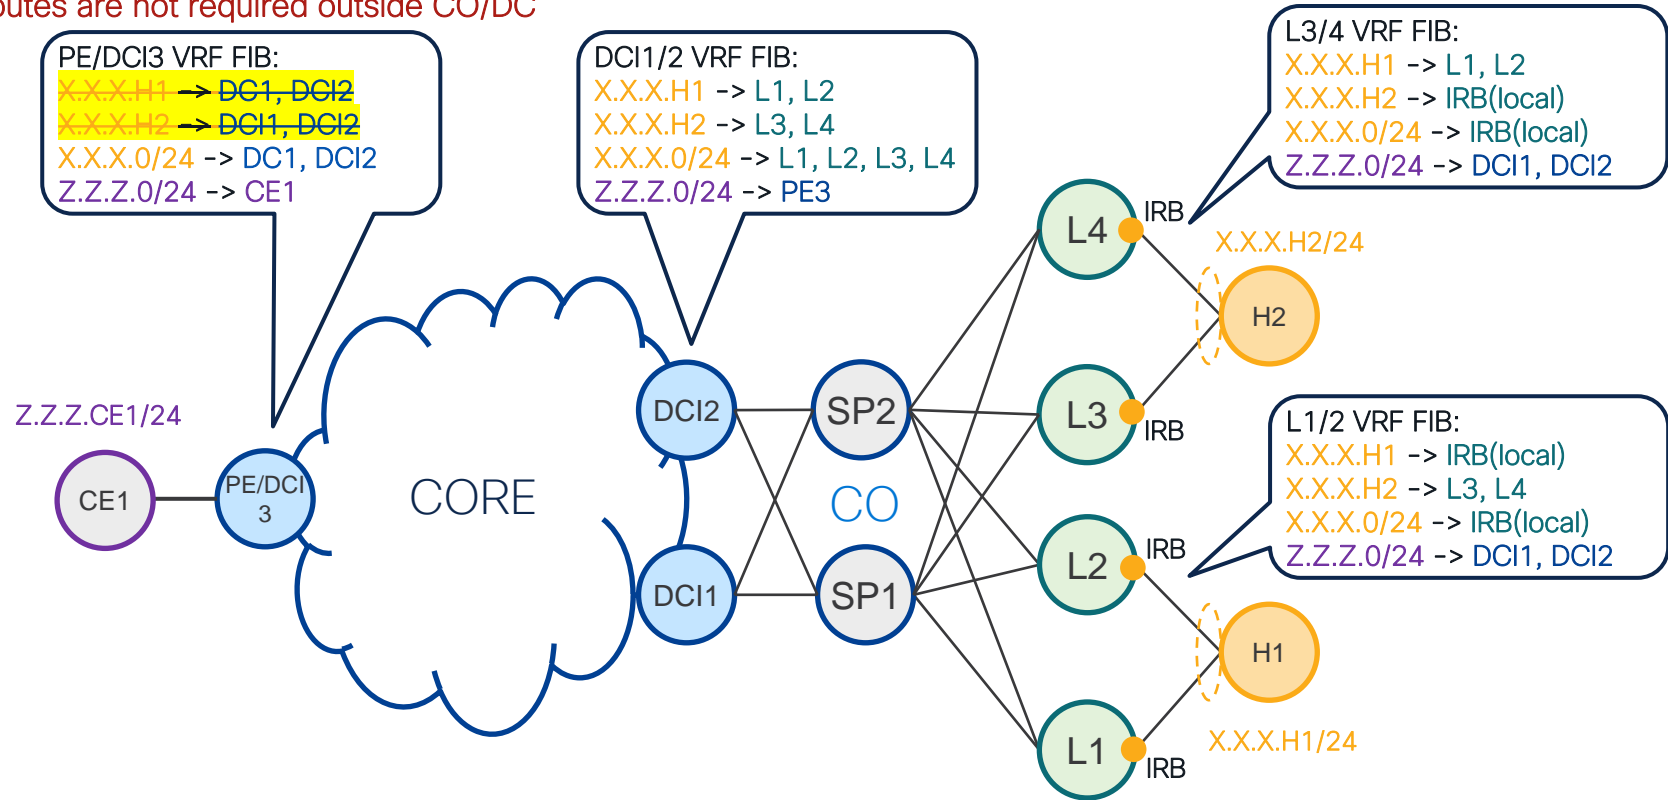 outes are not required outside CO/DC
PE/DCI3 VRF FIB:
X.X.X.H1 -> DC1, DCI2
X.X.X.H2 -> DCI1, DCI2
X.X.X.0/24 -> DC1, DCI2
Z.Z.Z.0/24 -> CE1
DCI1/2 VRF FIB:
X.X.X.H1 -> L1, L2
X.X.X.H2 -> L3, L4
X.X.X.0/24 -> L1, L2, L3, L4
Z.Z.Z.0/24 -> PE3
L3/4 VRF FIB:
X.X.X.H1 -> L1, L2
X.X.X.H2 -> IRB(local)
X.X.X.0/24 -> IRB(local)
Z.Z.Z.0/24 -> DCI1, DCI2
L4
IRB
X.X.X.H2/24
H2
L3
IRB
Z.Z.Z.CE1/24
CE1
PE/DCI
3
CORE
DCI2
SP2
CO
DCI1
SP1
L1/2 VRF FIB:
X.X.X.H1 -> IRB(local)
X.X.X.H2 -> L3, L4
X.X.X.0/24 -> IRB(local)
Z.Z.Z.0/24 -> DCI1, DCI2
L2
IRB
H1
L1
IRB
X.X.X.H1/24